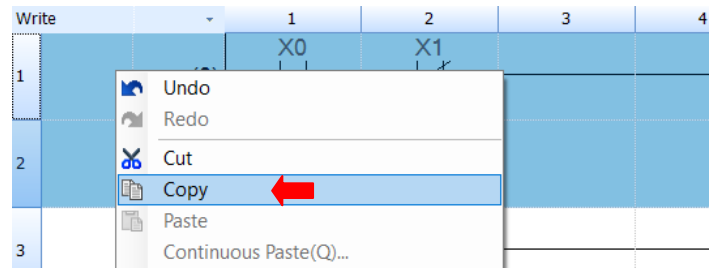 Write 1 2 3 4
X0 X1
1
Undo
Redo
2
Cut
Copy
Paste
3
Continuous Paste(Q)...